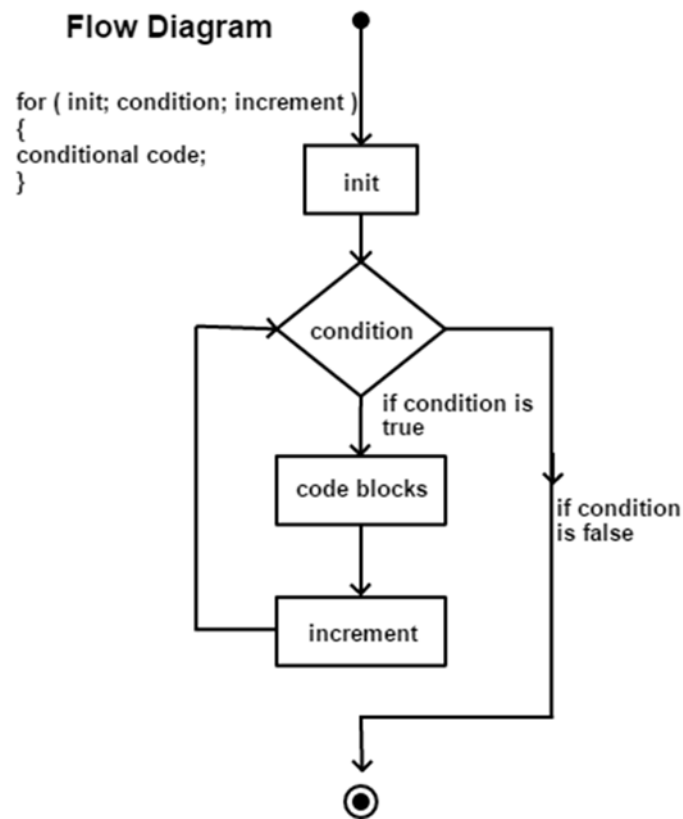 Flow Diagram
for ( init; condition; increment )
{
conditional code;
}
init
condition
if condition is
true
code blocks
if condition
is false
increment